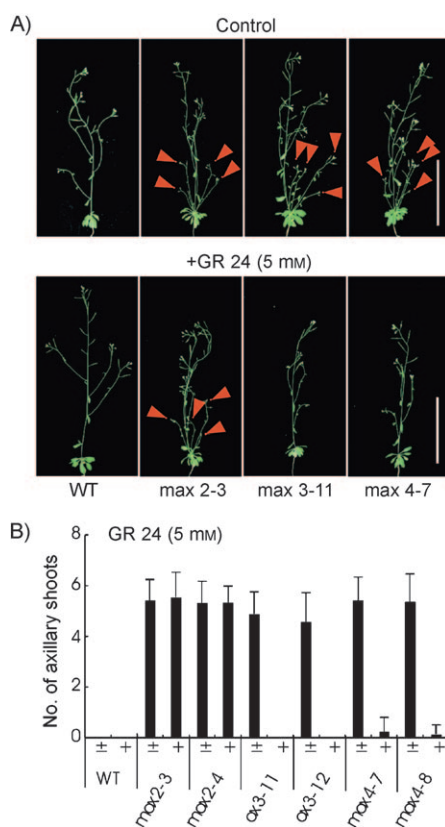 A)
Control
+GR 24 (5 mM)
WT max 2-3 max 3-11 max 4-7
B)
GR 24 (5 mM)
No. of axillary shoots
8
6
4
2
0
± + ± + ± + ± + ± + ± + ± +
WT max2-3 max2-4 ax3-11 ax3-12 max4-7 max4-8